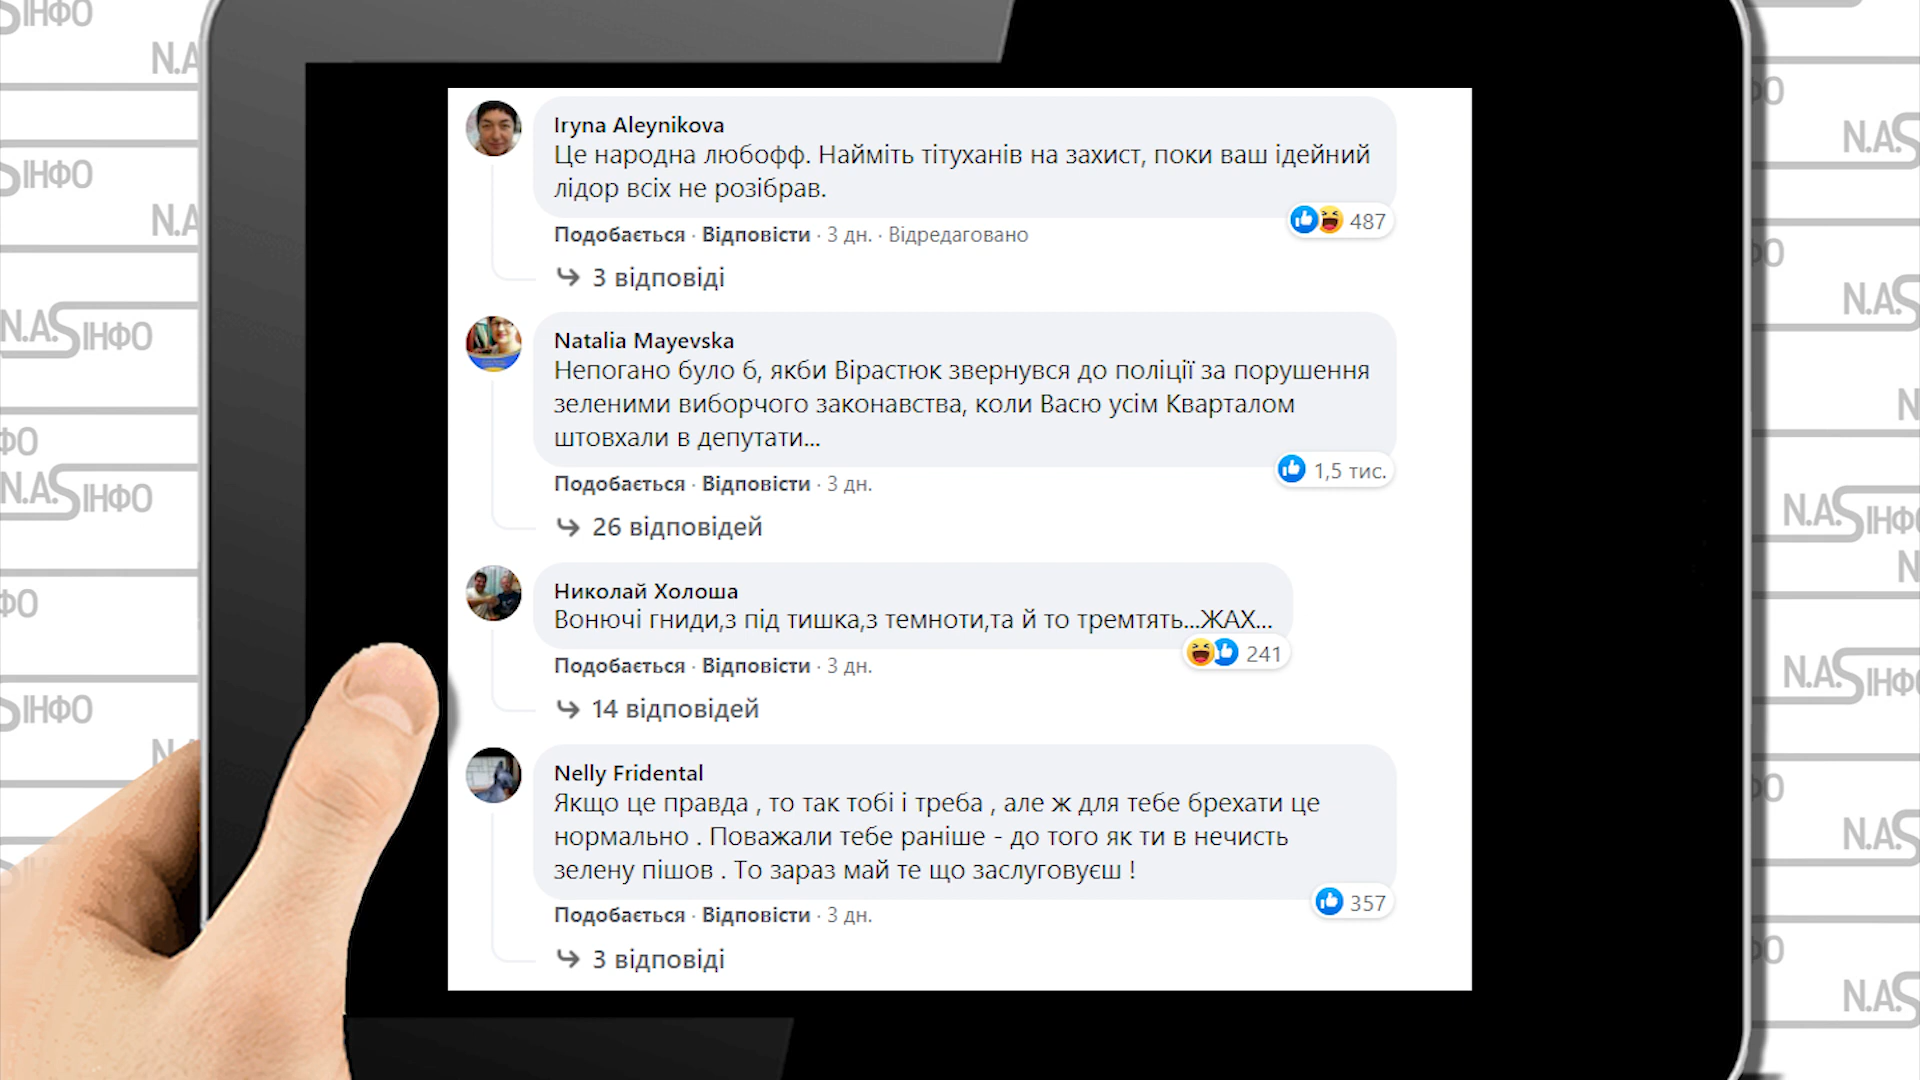 Iryna Aleynikova
Це народна любофф. Найміть тітуханів на захист, поки ваш ідейний
лідор всіх не розібрав.
487
Подобається · Відповісти · 3 дн. · Відредаговано
3 відповіді
Natalia Mayevska
Непогано було б, якби Вірастюк звернувся до поліції за порушення
зеленими виборчого законавства, коли Васю усім Кварталом
штовхали в депутати...
1,5 тис.
Подобається · Відповісти · 3 дн.
26 відповідей
Николай Холоша
Вонючі гниди,з під тишка,з темноти,та й то тремтять...ЖАХ...
241
Подобається · Відповісти · 3 дн.
14 відповідей
Nelly Fridental
Якщо це правда , то так тобі і треба , але ж для тебе брехати це
нормально . Поважали тебе раніше - до того як ти в нечисть
зелену пішов . То зараз май те що заслуговуєш !
357
Подобається · Відповісти · 3 дн.
3 відповіді
N.A.S ІНФО
N.A.S ІНФО
N.A.S ІНФО
N.A.S ІНФО